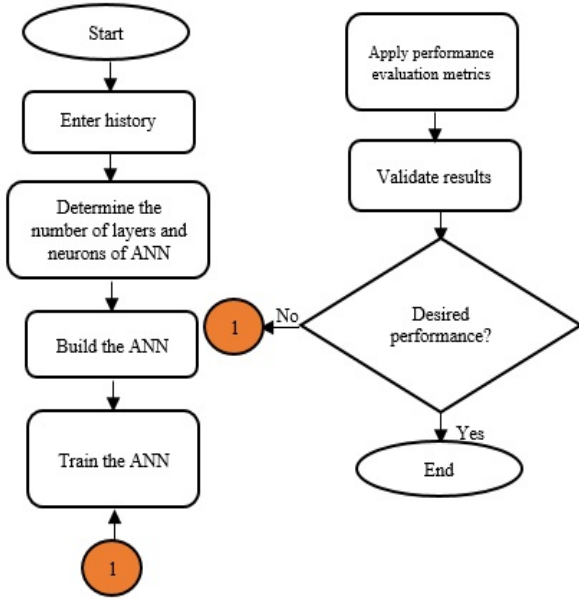 Start
Enter history
Determine the
number of layers and
neurons of ANN
Build the ANN
Train the ANN
1
Apply performance
evaluation metrics
Validate results
Desired
performance?
No
1
Yes
End